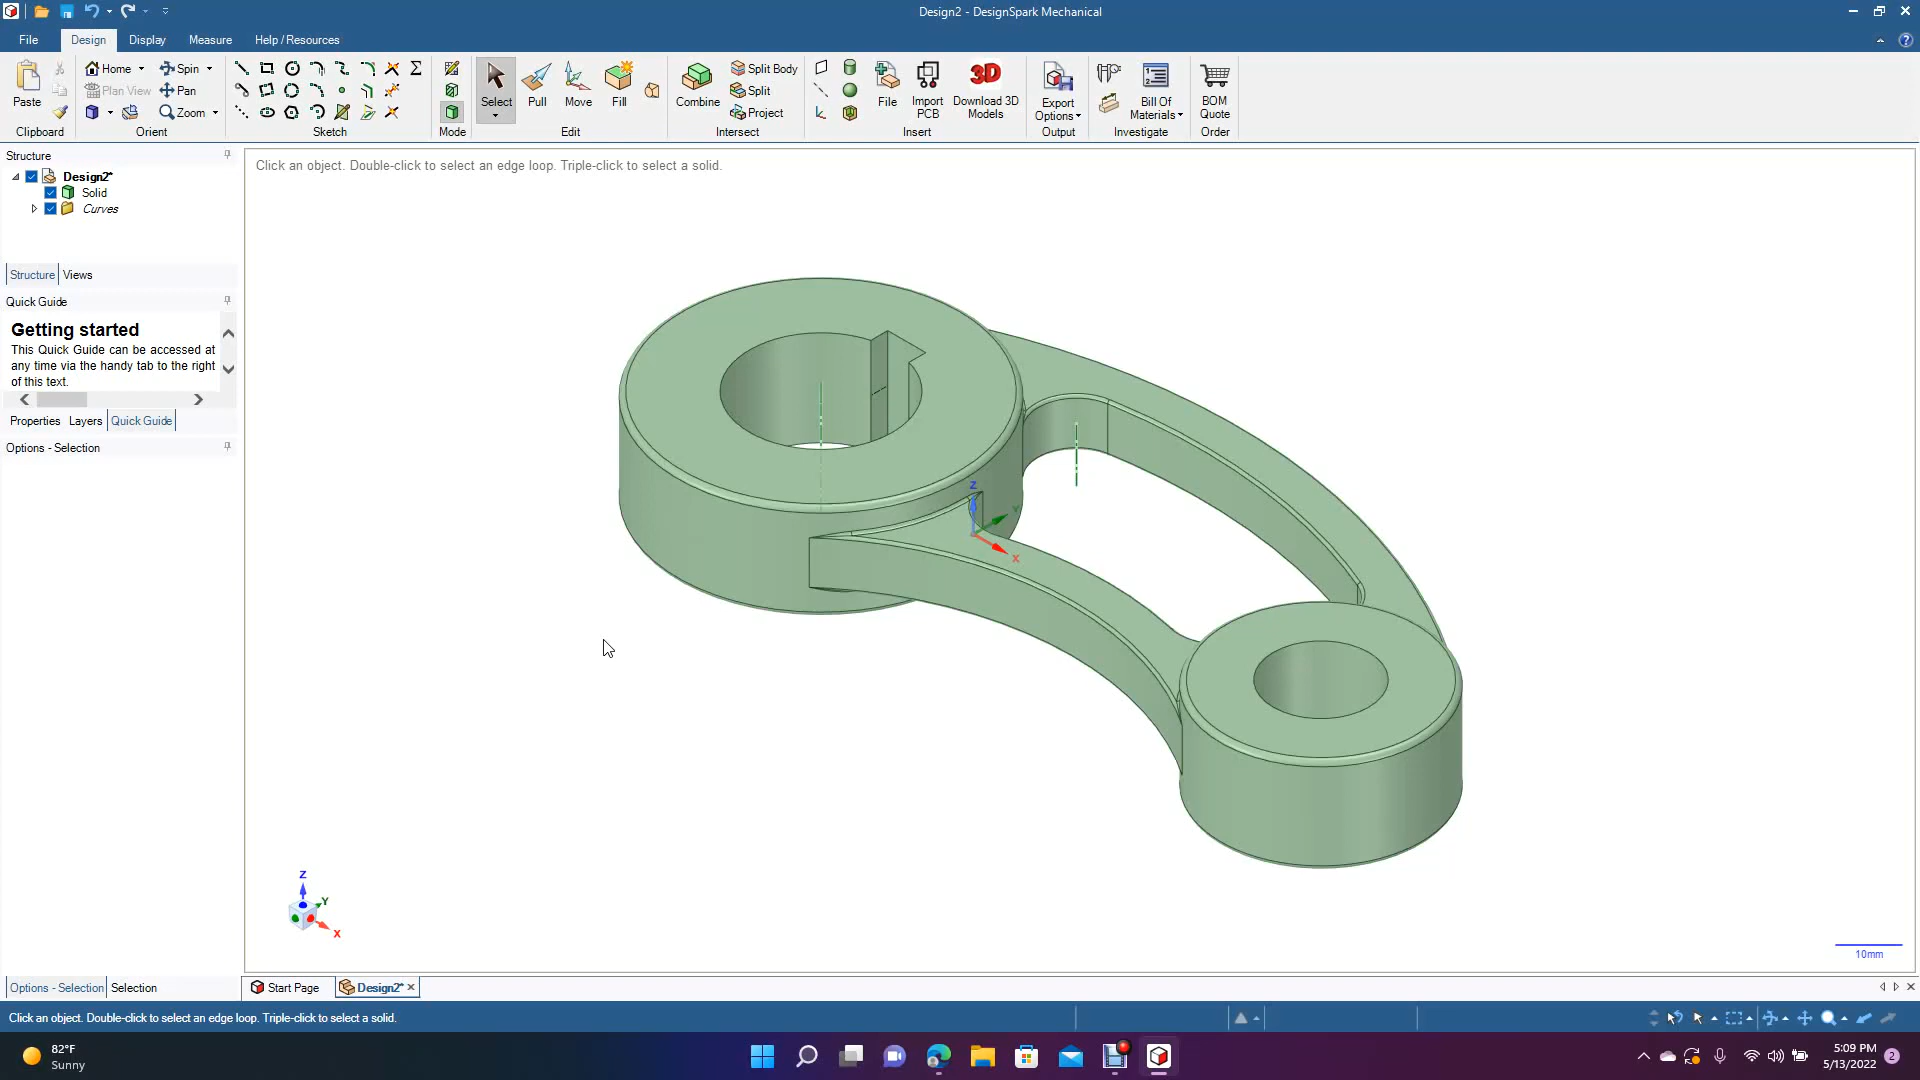 Design2 - DesignSpark Mechanical
File Design Display Measure Help / Resources
Paste
Clipboard
Home Spin
Plan View Pan
Zoom
Orient
Sketch
Mode
Select Pull Move Fill
Edit
Combine Split Body
Split
Project
Intersect
File Import PCB Download 3D Models
3D
Insert
Export Options
Output
Bill Of Materials
Investigate
BOM Quote
Order
Structure
Design2*
Solid
Curves
Structure Views
Quick Guide
Getting started
This Quick Guide can be accessed at
any time via the handy tab to the right
of this text.
Properties Layers Quick Guide
Options - Selection
Click an object. Double-click to select an edge loop. Triple-click to select a solid.
Z
Y
X
Z
Y
X
10mm
Options - Selection Selection
Start Page Design2*
Click an object. Double-click to select an edge loop. Triple-click to select a solid.
82°F
Sunny
5:09 PM
5/13/2022
2